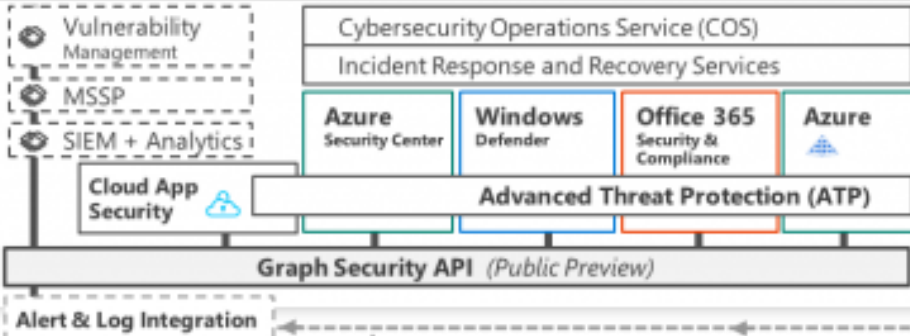 Vulnerability
Management
MSSP
SIEM + Analytics
Cybersecurity Operations Service (COS)
Incident Response and Recovery Services
Azure
Security Center
Windows
Defender
Office 365
Security &
Compliance
Azure
Cloud App
Security
Advanced Threat Protection (ATP)
Graph Security API (Public Preview)
Alert & Log Integration